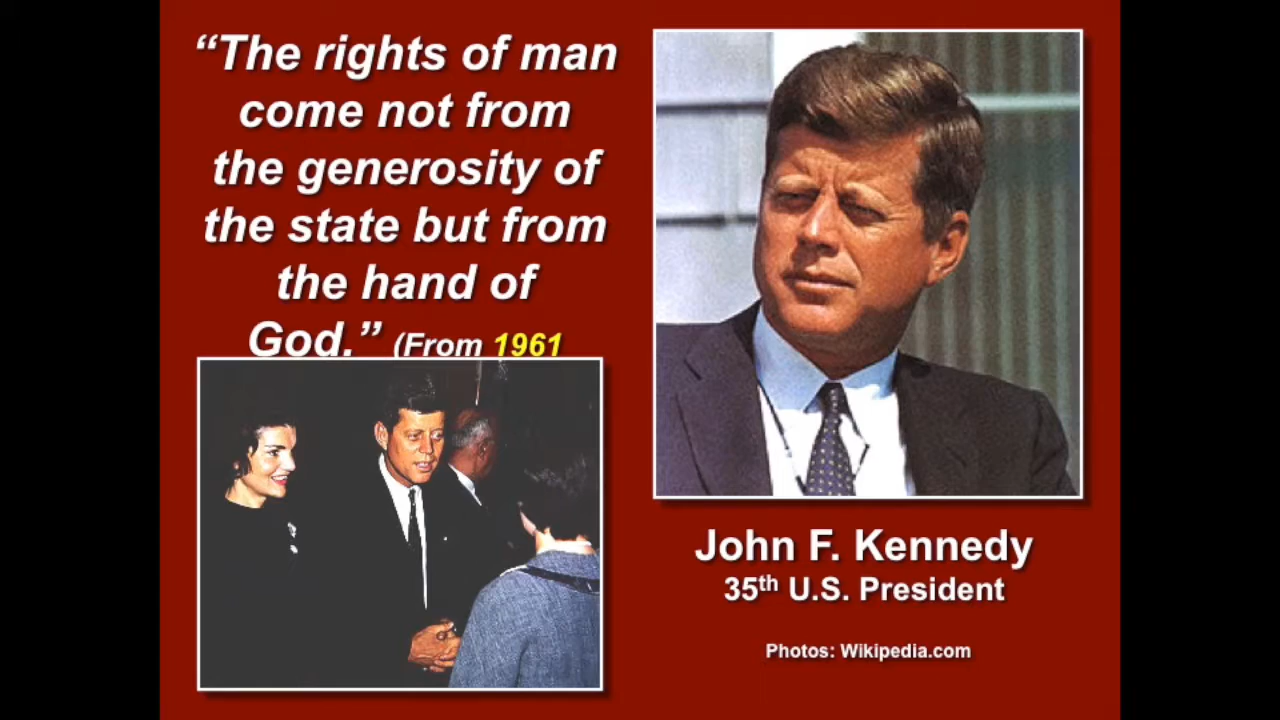 “The rights of man
come not from
the generosity of
the state but from
the hand of
God.” (From 1961
John F. Kennedy
35th U.S. President
Photos: Wikipedia.com